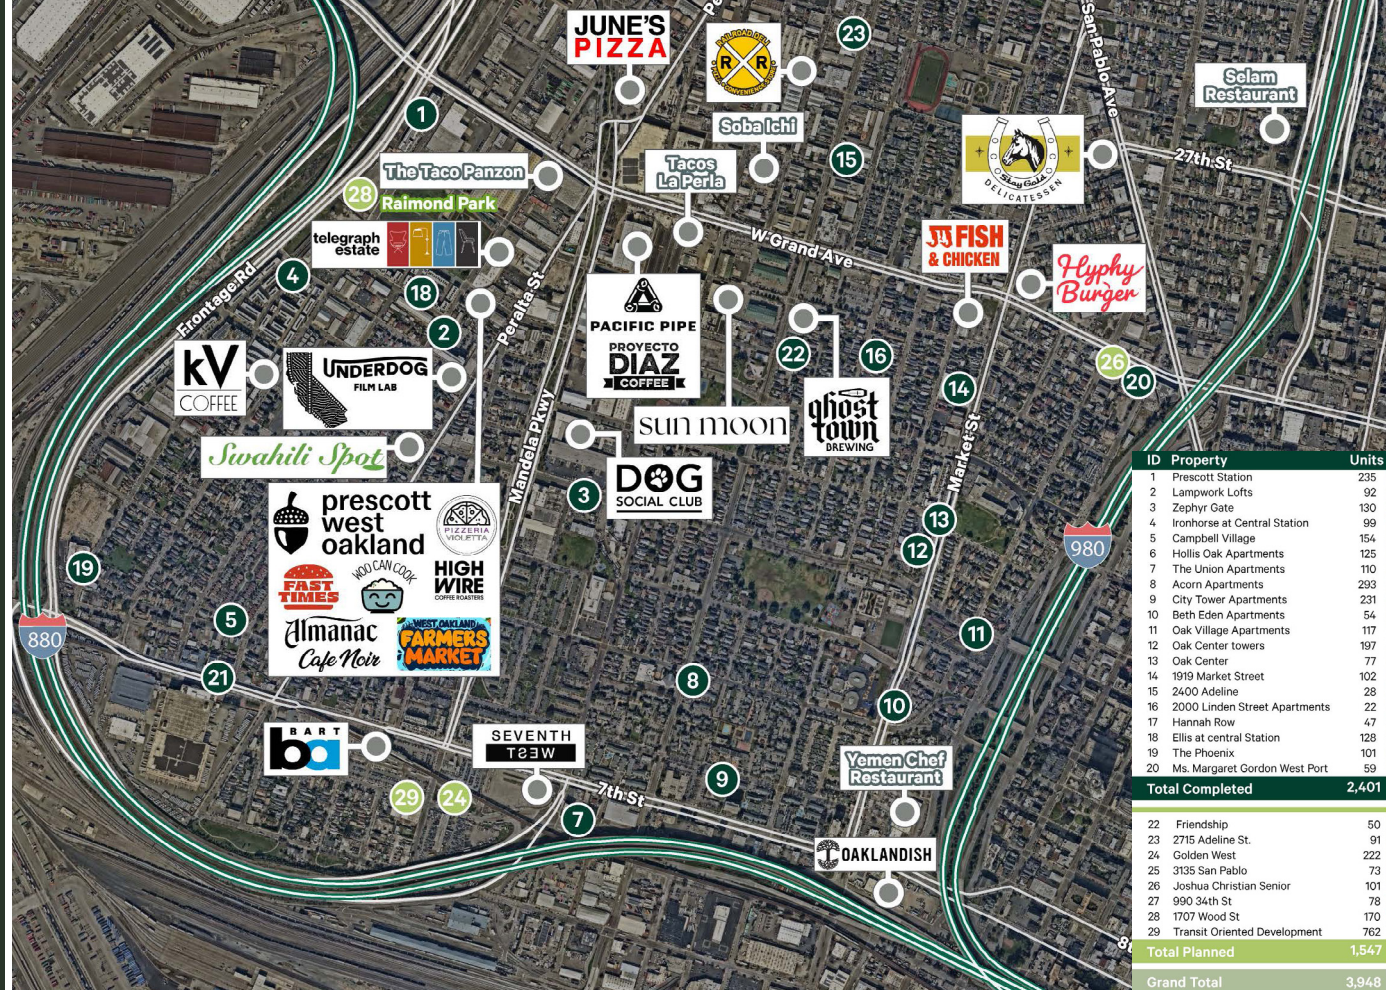 JUNE'S
PIZZA
RAILROAD DELI
R R
23
San Pablo Ave
Selam
Restaurant
1
Soba Ichi
The Taco Panzon
Tacos
La Perla
15
Stay Gold
DELICATESSEN
27th St
28
Raimond Park
telegraph
estate
W Grand Ave
FISH
& CHICKEN
Hyphy
Burger
4
Frontage Rd
18
Peralta St
2
PACIFIC PIPE
PROYECTO
DIAZ
COFFEE
22
16
26
20
kV
COFFEE
UNDERDOG
FILM LAB
14
sun moon
ghost
town
BREWING
Swahili Spot
Mandela Pkwy
Market St
DOG
SOCIAL CLUB
3
prescott
west
oakland
PIZZERIA
VIOLETTA
FAST
TIMES
WOO CAN COOK
HIGH
WIRE
COFFEE ROASTERS
Almanac
Cafe Noir
WEST OAKLAND
FARMERS
MARKET
13
12
980
19
5
880
11
21
8
10
BART
ba
SEVENTH
WEST
Yemen Chef
Restaurant
29
24
9
7th St
7
OAKLANDISH
ID Property Units
1 Prescott Station 235
2 Lampwork Lofts 92
3 Zephyr Gate 130
4 Ironhorse at Central Station 99
5 Campbell Village 154
6 Hollis Oak Apartments 125
7 The Union Apartments 110
8 Acorn Apartments 293
9 City Tower Apartments 231
10 Beth Eden Apartments 54
11 Oak Village Apartments 117
12 Oak Center towers 197
13 Oak Center 77
14 1919 Market Street 102
15 2400 Adeline 28
16 2000 Linden Street Apartments 22
17 Hannah Row 47
18 Ellis at central Station 128
19 The Phoenix 101
20 Ms. Margaret Gordon West Port 59
Total Completed 2,401
22 Friendship 50
23 2715 Adeline St. 91
24 Golden West 222
25 3135 San Pablo 73
26 Joshua Christian Senior 101
27 990 34th St 78
28 1707 Wood St 170
29 Transit Oriented Development 762
Total Planned 1,547
Grand Total 3,948